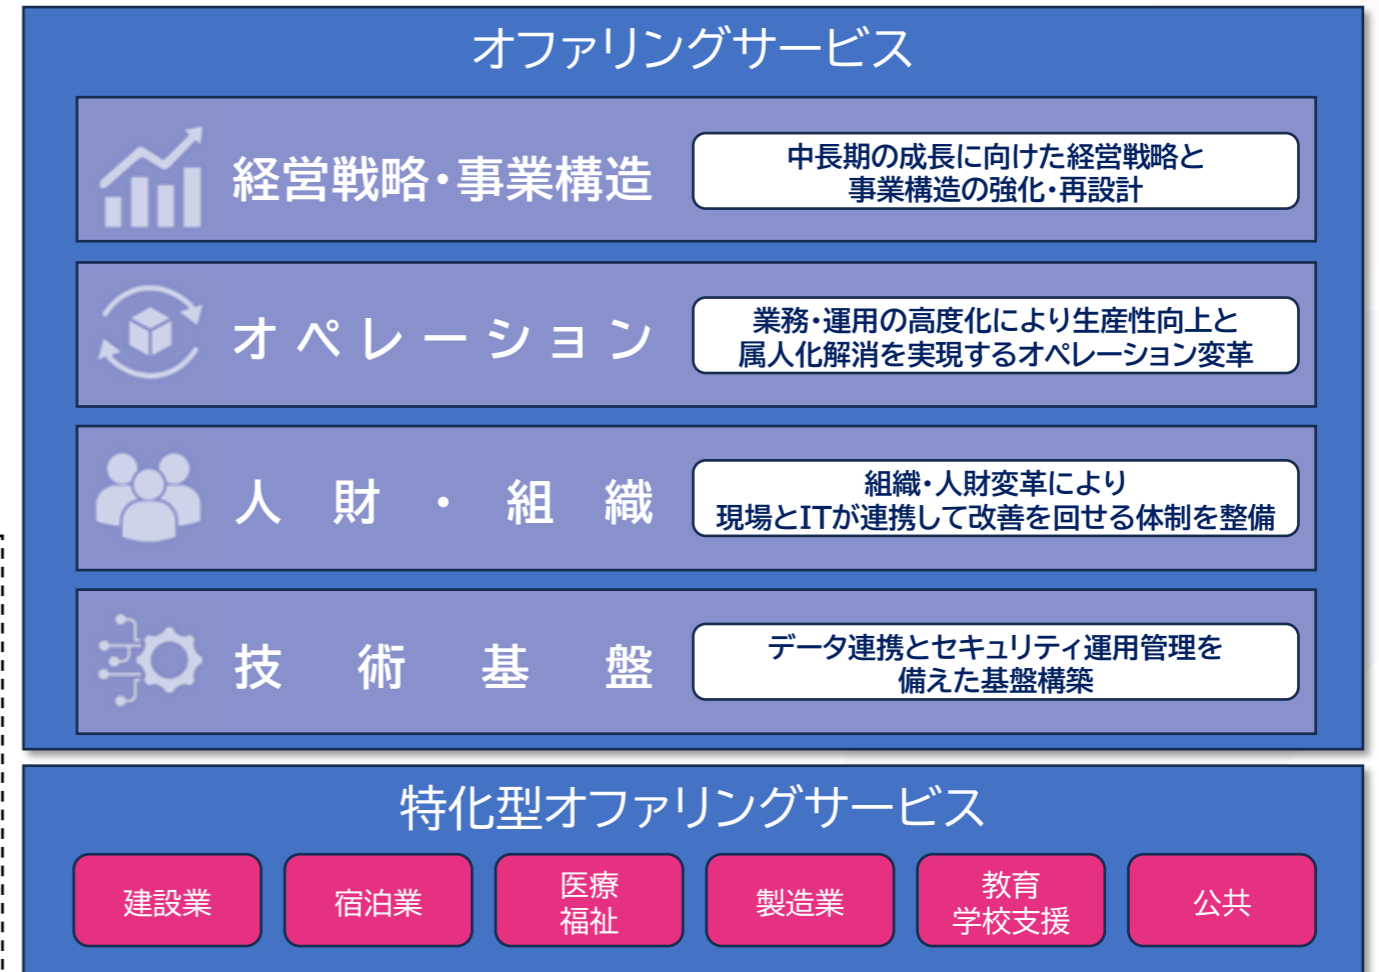 オファリングサービス
経営戦略・事業構造
中長期の成長に向けた経営戦略と
事業構造の強化・再設計
オペレーション
業務・運用の高度化により生産性向上と
属人化解消を実現するオペレーション変革
人財・組織
組織・人財変革により
現場とITが連携して改善を回せる体制を整備
技術基盤
データ連携とセキュリティ運用管理を
備えた基盤構築
特化型オファリングサービス
建設業
宿泊業
医療
福祉
製造業
教育
学校支援
公共